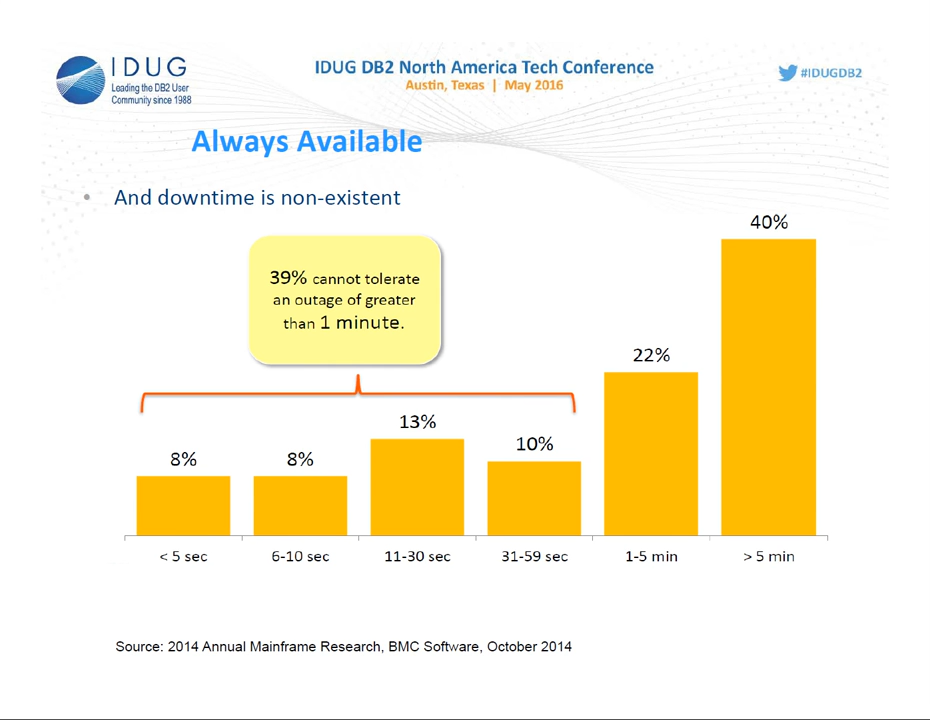 IDUG
Leading the DB2 User
Community since 1988
IDUG DB2 North America Tech Conference
Austin, Texas | May 2016
#IDUGDB2
Always Available
• And downtime is non-existent
39% cannot tolerate
an outage of greater
than 1 minute.
8%
8%
13%
10%
22%
40%
< 5 sec
6-10 sec
11-30 sec
31-59 sec
1-5 min
> 5 min
Source: 2014 Annual Mainframe Research, BMC Software, October 2014